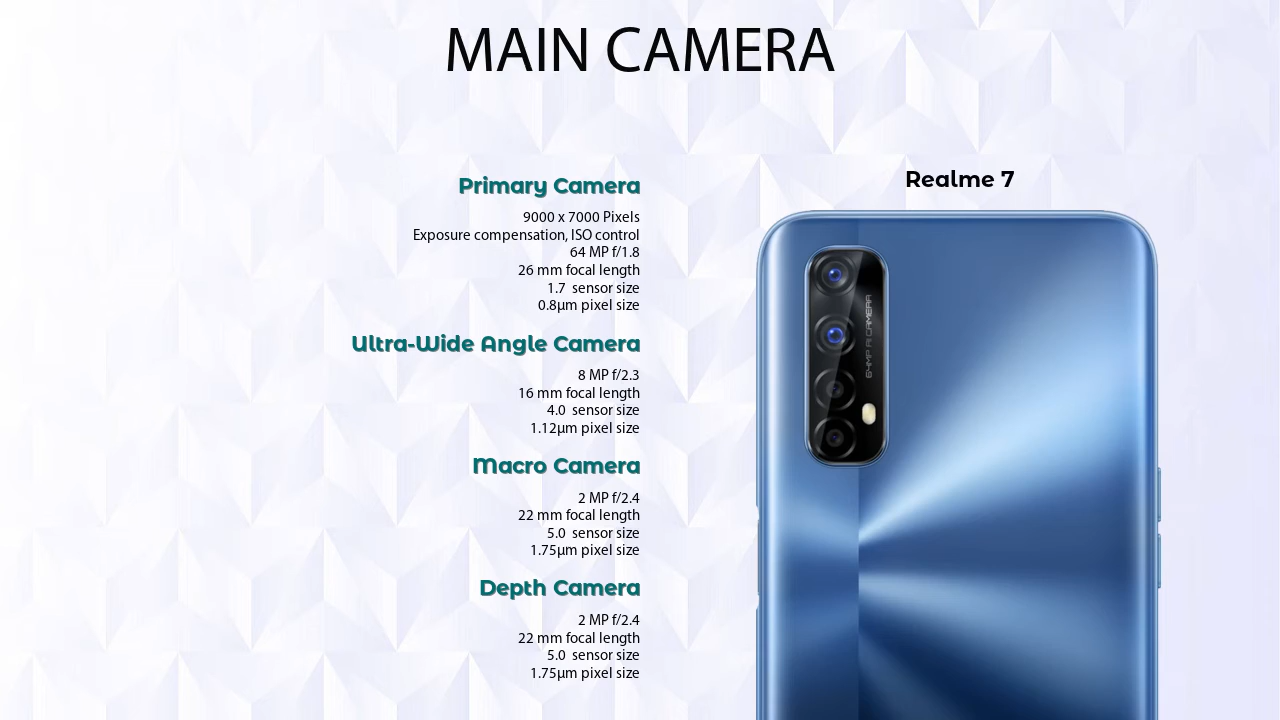 MAIN CAMERA
Primary Camera
9000 x 7000 Pixels
Exposure compensation, ISO control
64 MP f/1.8
26 mm focal length
1.7 sensor size
0.8µm pixel size
Ultra-Wide Angle Camera
8 MP f/2.3
16 mm focal length
4.0 sensor size
1.12µm pixel size
Macro Camera
2 MP f/2.4
22 mm focal length
5.0 sensor size
1.75µm pixel size
Depth Camera
2 MP f/2.4
22 mm focal length
5.0 sensor size
1.75µm pixel size
Realme 7
64MP AI CAMERA